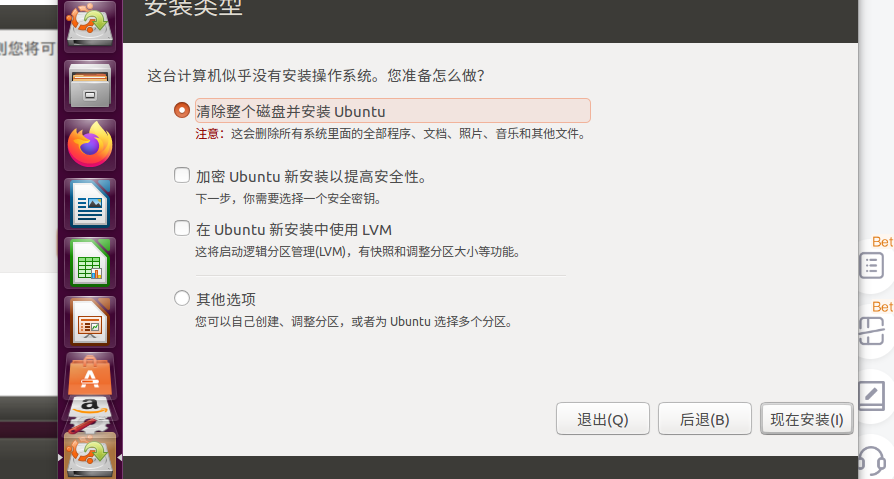 安装类型
则您将可
这台计算机似乎没有安装操作系统。您准备怎么做?
清除整个磁盘并安装 Ubuntu
注意：这会删除所有系统里面的全部程序、文档、照片、音乐和其他文件。
加密 Ubuntu 新安装以提高安全性。
下一步，你需要选择一个安全密钥。
在 Ubuntu 新安装中使用 LVM
这将启动逻辑分区管理(LVM)，有快照和调整分区大小等功能。
其他选项
您可以自己创建、调整分区，或者为 Ubuntu 选择多个分区。
退出(Q)
后退(B)
现在安装(I)
Bet
Bet